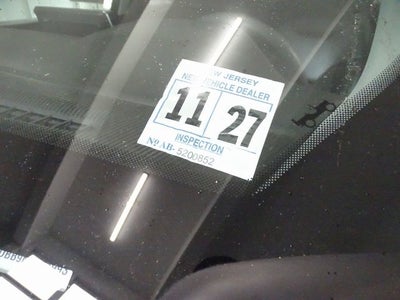 NEW JERSEY
NEW VEHICLE DEALER
11 27
INSPECTION
No AB- 5200852